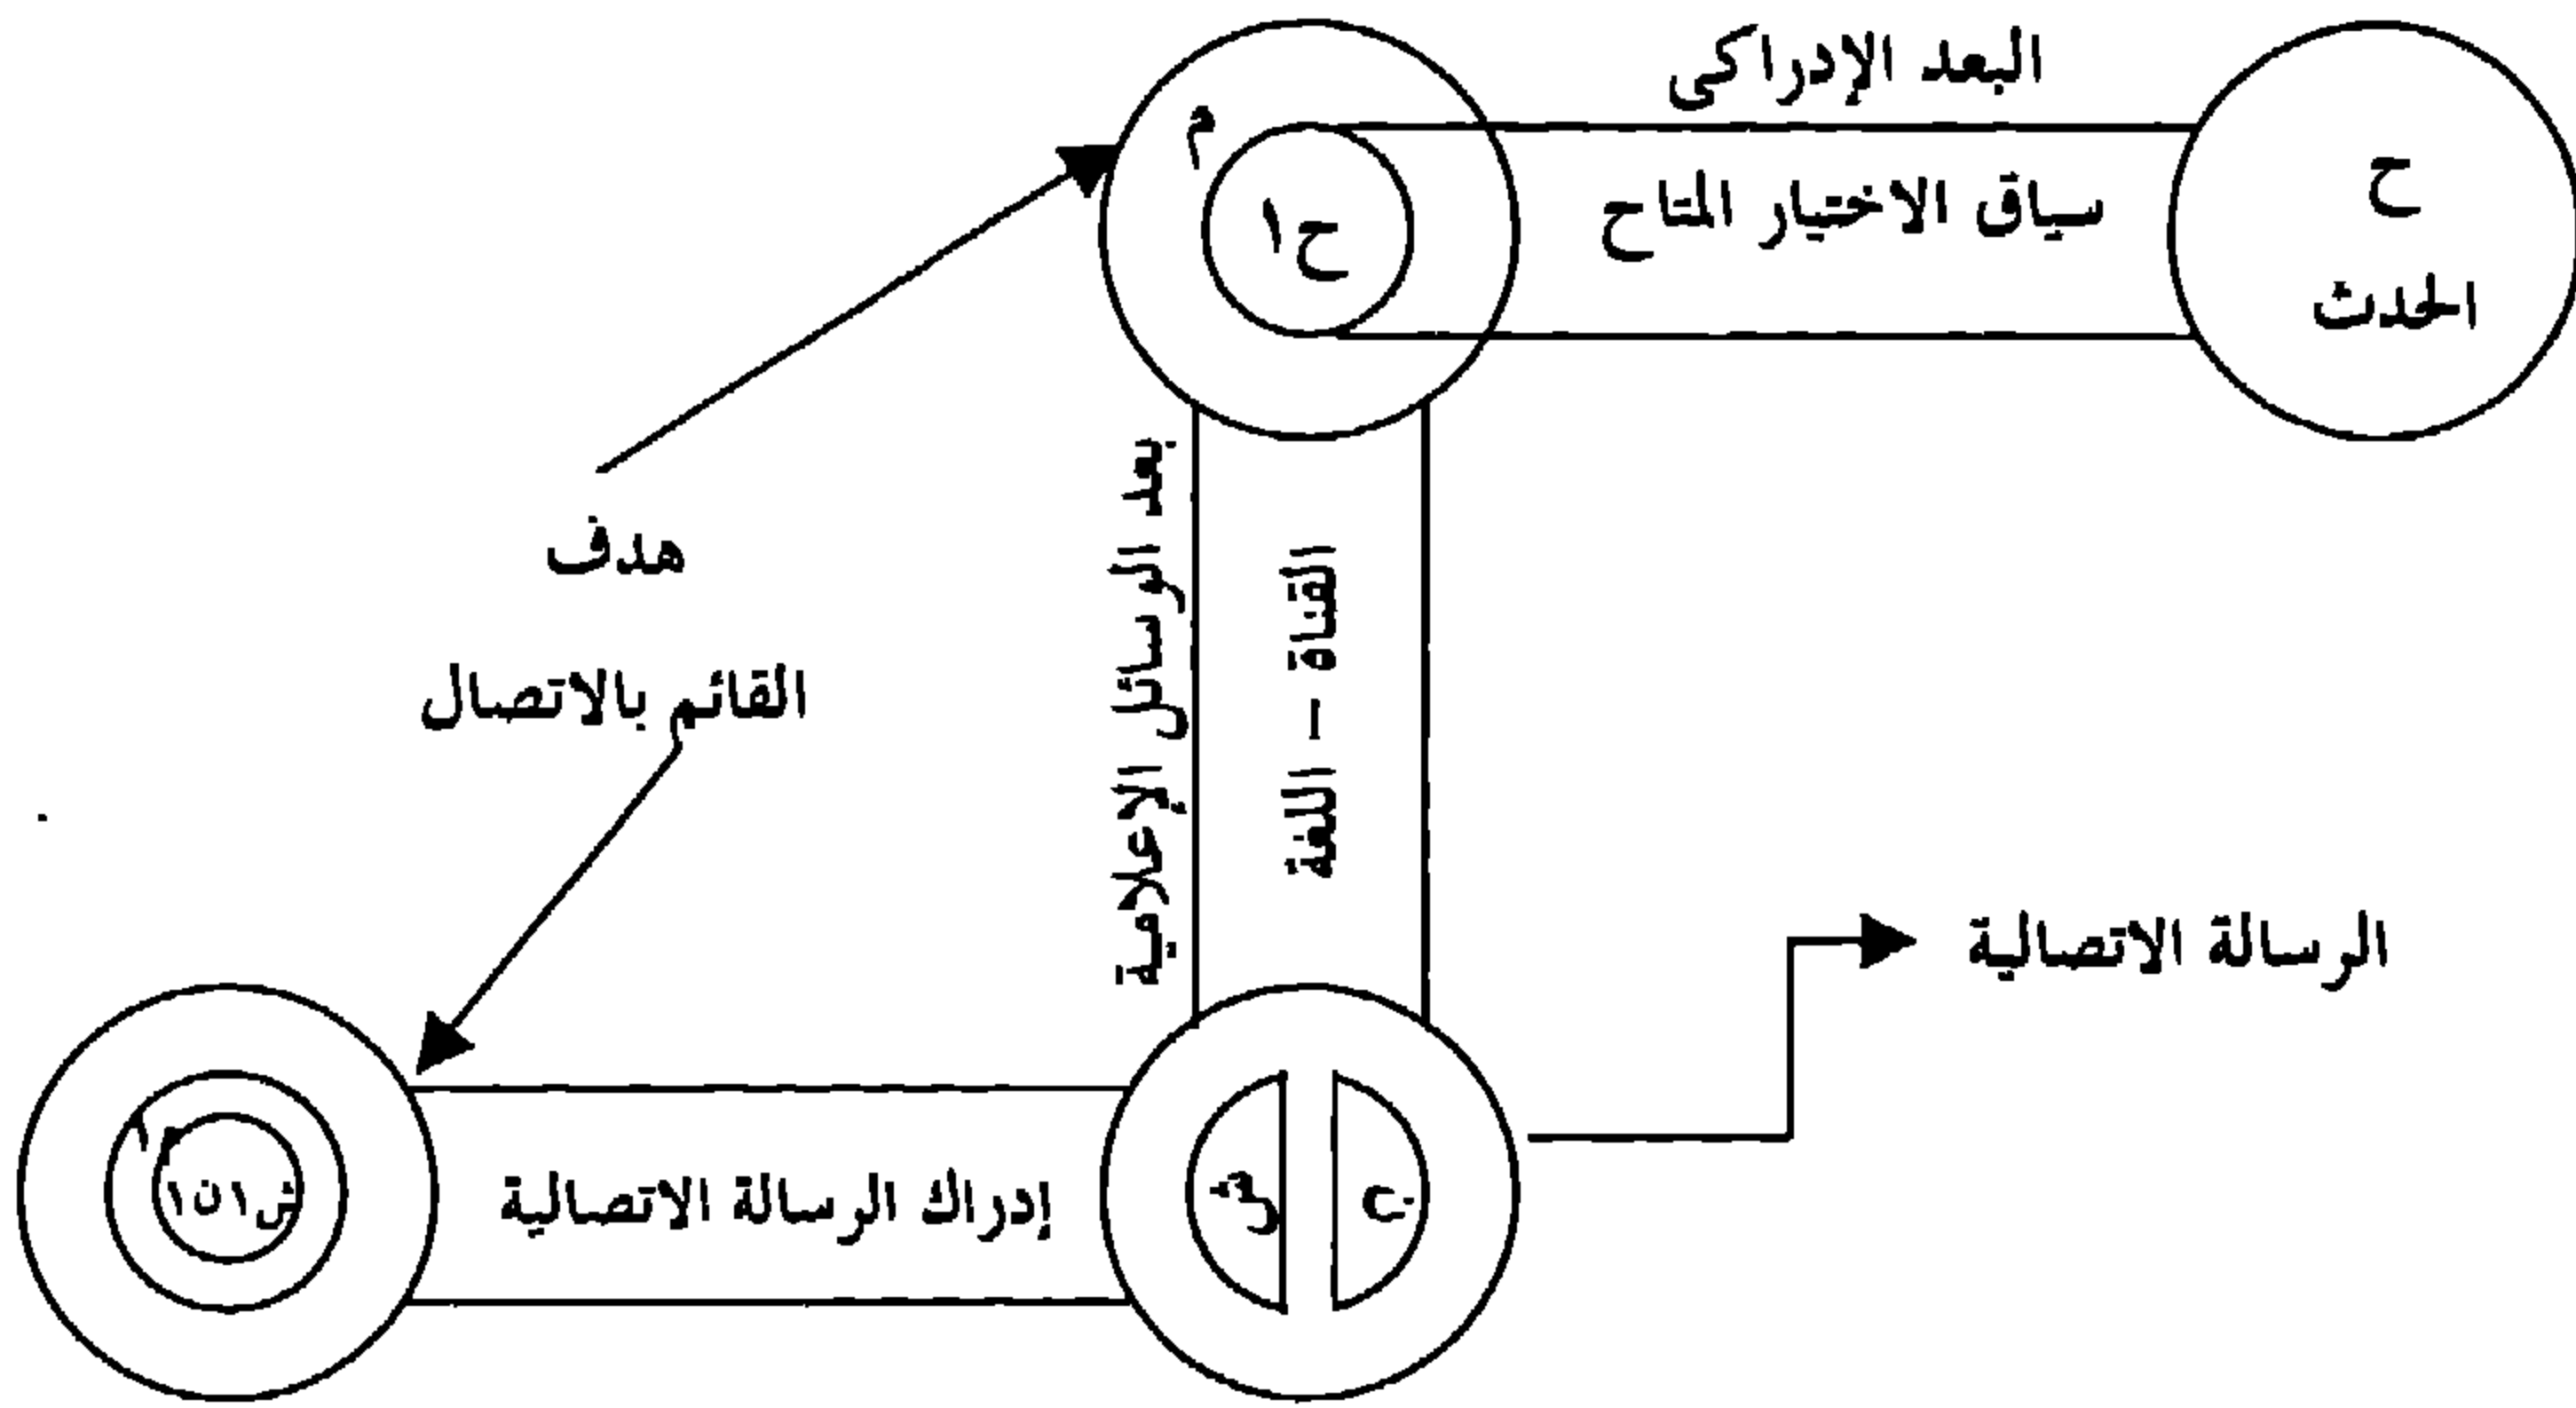 البعد الإدراكى
م
ح
ح١
سياق الاختيار المتاح
الحدث
بعد الوسائل الإعلامية
القناة - اللغة
هدف
القائم بالاتصال
الرسالة الاتصالية
ش١ن١
إدراك الرسالة الاتصالية